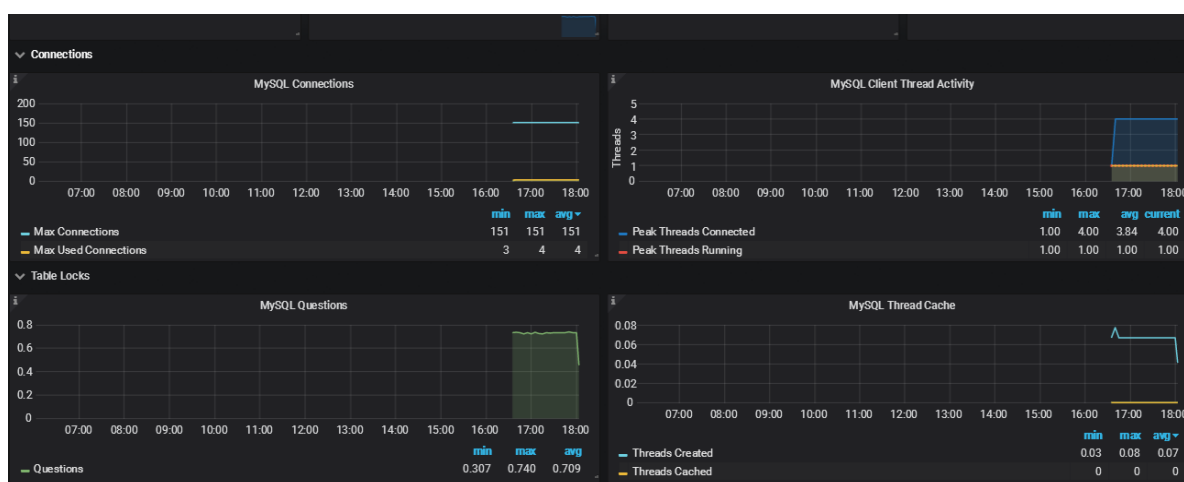 Connections
MySQL Connections
200
150
100
50
0
07:00 08:00 09:00 10:00 11:00 12:00 13:00 14:00 15:00 16:00 17:00 18:00
min max avg
Max Connections 151 151 151
Max Used Connections 3 4 4
MySQL Client Thread Activity
Threads
5
4
3
2
1
0
07:00 08:00 09:00 10:00 11:00 12:00 13:00 14:00 15:00 16:00 17:00 18:00
min max avg current
Peak Threads Connected 1.00 4.00 3.84 4.00
Peak Threads Running 1.00 1.00 1.00 1.00
Table Locks
MySQL Questions
0.8
0.6
0.4
0.2
0
07:00 08:00 09:00 10:00 11:00 12:00 13:00 14:00 15:00 16:00 17:00 18:00
min max avg
Questions 0.307 0.740 0.709
MySQL Thread Cache
0.08
0.06
0.04
0.02
0
07:00 08:00 09:00 10:00 11:00 12:00 13:00 14:00 15:00 16:00 17:00 18:00
min max avg
Threads Created 0.03 0.08 0.07
Threads Cached 0 0 0